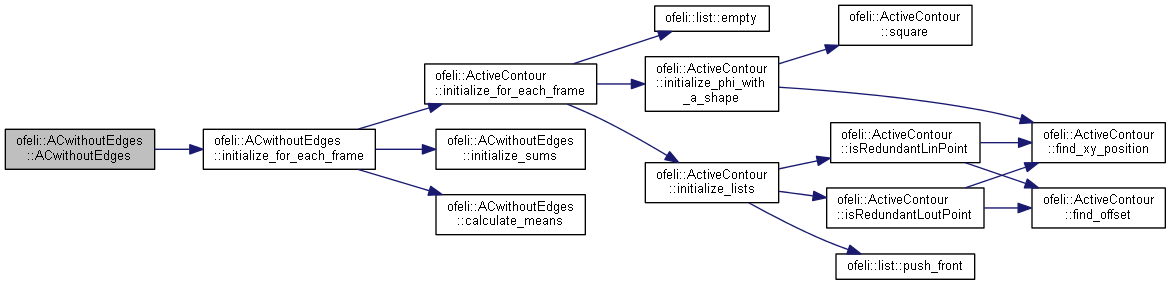 ofeli::ACwithoutEdges
::ACwithoutEdges
ofeli::ACwithoutEdges
::initialize_for_each_frame
ofeli::ActiveContour
::initialize_for_each_frame
ofeli::ACwithoutEdges
::initialize_sums
ofeli::ACwithoutEdges
::calculate_means
ofeli::list::empty
ofeli::ActiveContour
::initialize_phi_with
_a_shape
ofeli::ActiveContour
::initialize_lists
ofeli::ActiveContour
::square
ofeli::ActiveContour
::isRedundantLinPoint
ofeli::ActiveContour
::isRedundantLoutPoint
ofeli::list::push_front
ofeli::ActiveContour
::find_xy_position
ofeli::ActiveContour
::find_offset